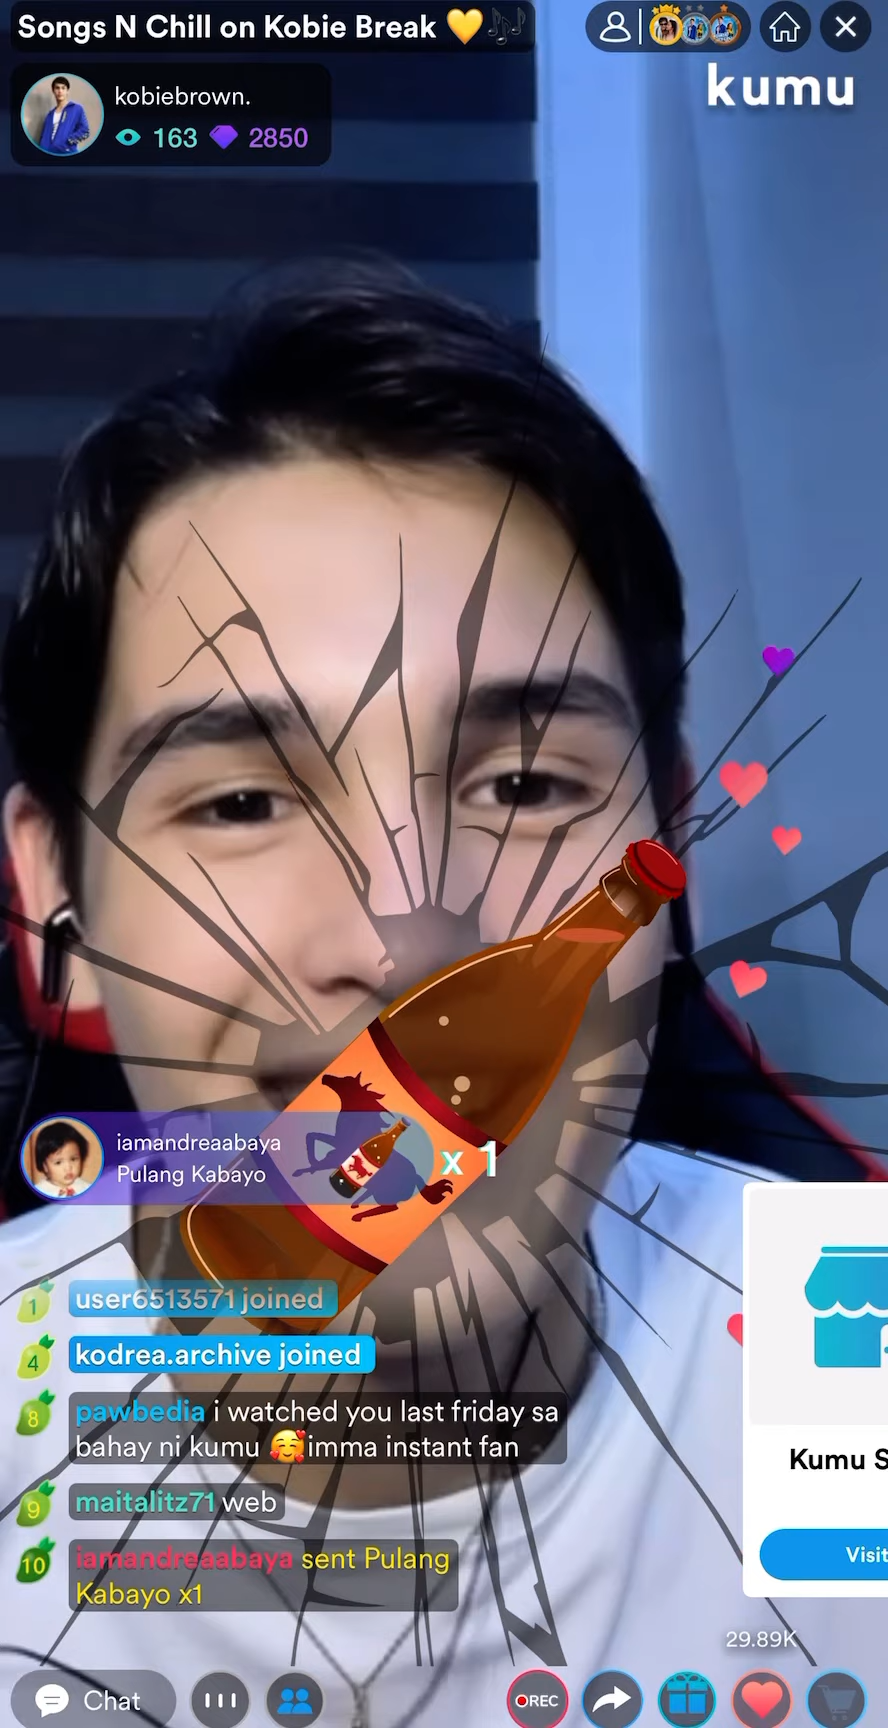 Songs N Chill on Kobie Break 💛🎶
kumu
kobiebrown.
163 2850
iamandreaabaya
Pulang Kabayo
x 1
1 user6513571 joined
4 kodrea.archive joined
8 pawbedia i watched you last friday sa
bahay ni kumu 🥰imma instant fan
9 maitalitz71 web
10 iamandreaabaya sent Pulang
Kabayo x1
Kumu S
Visit
29.89K
Chat
REC